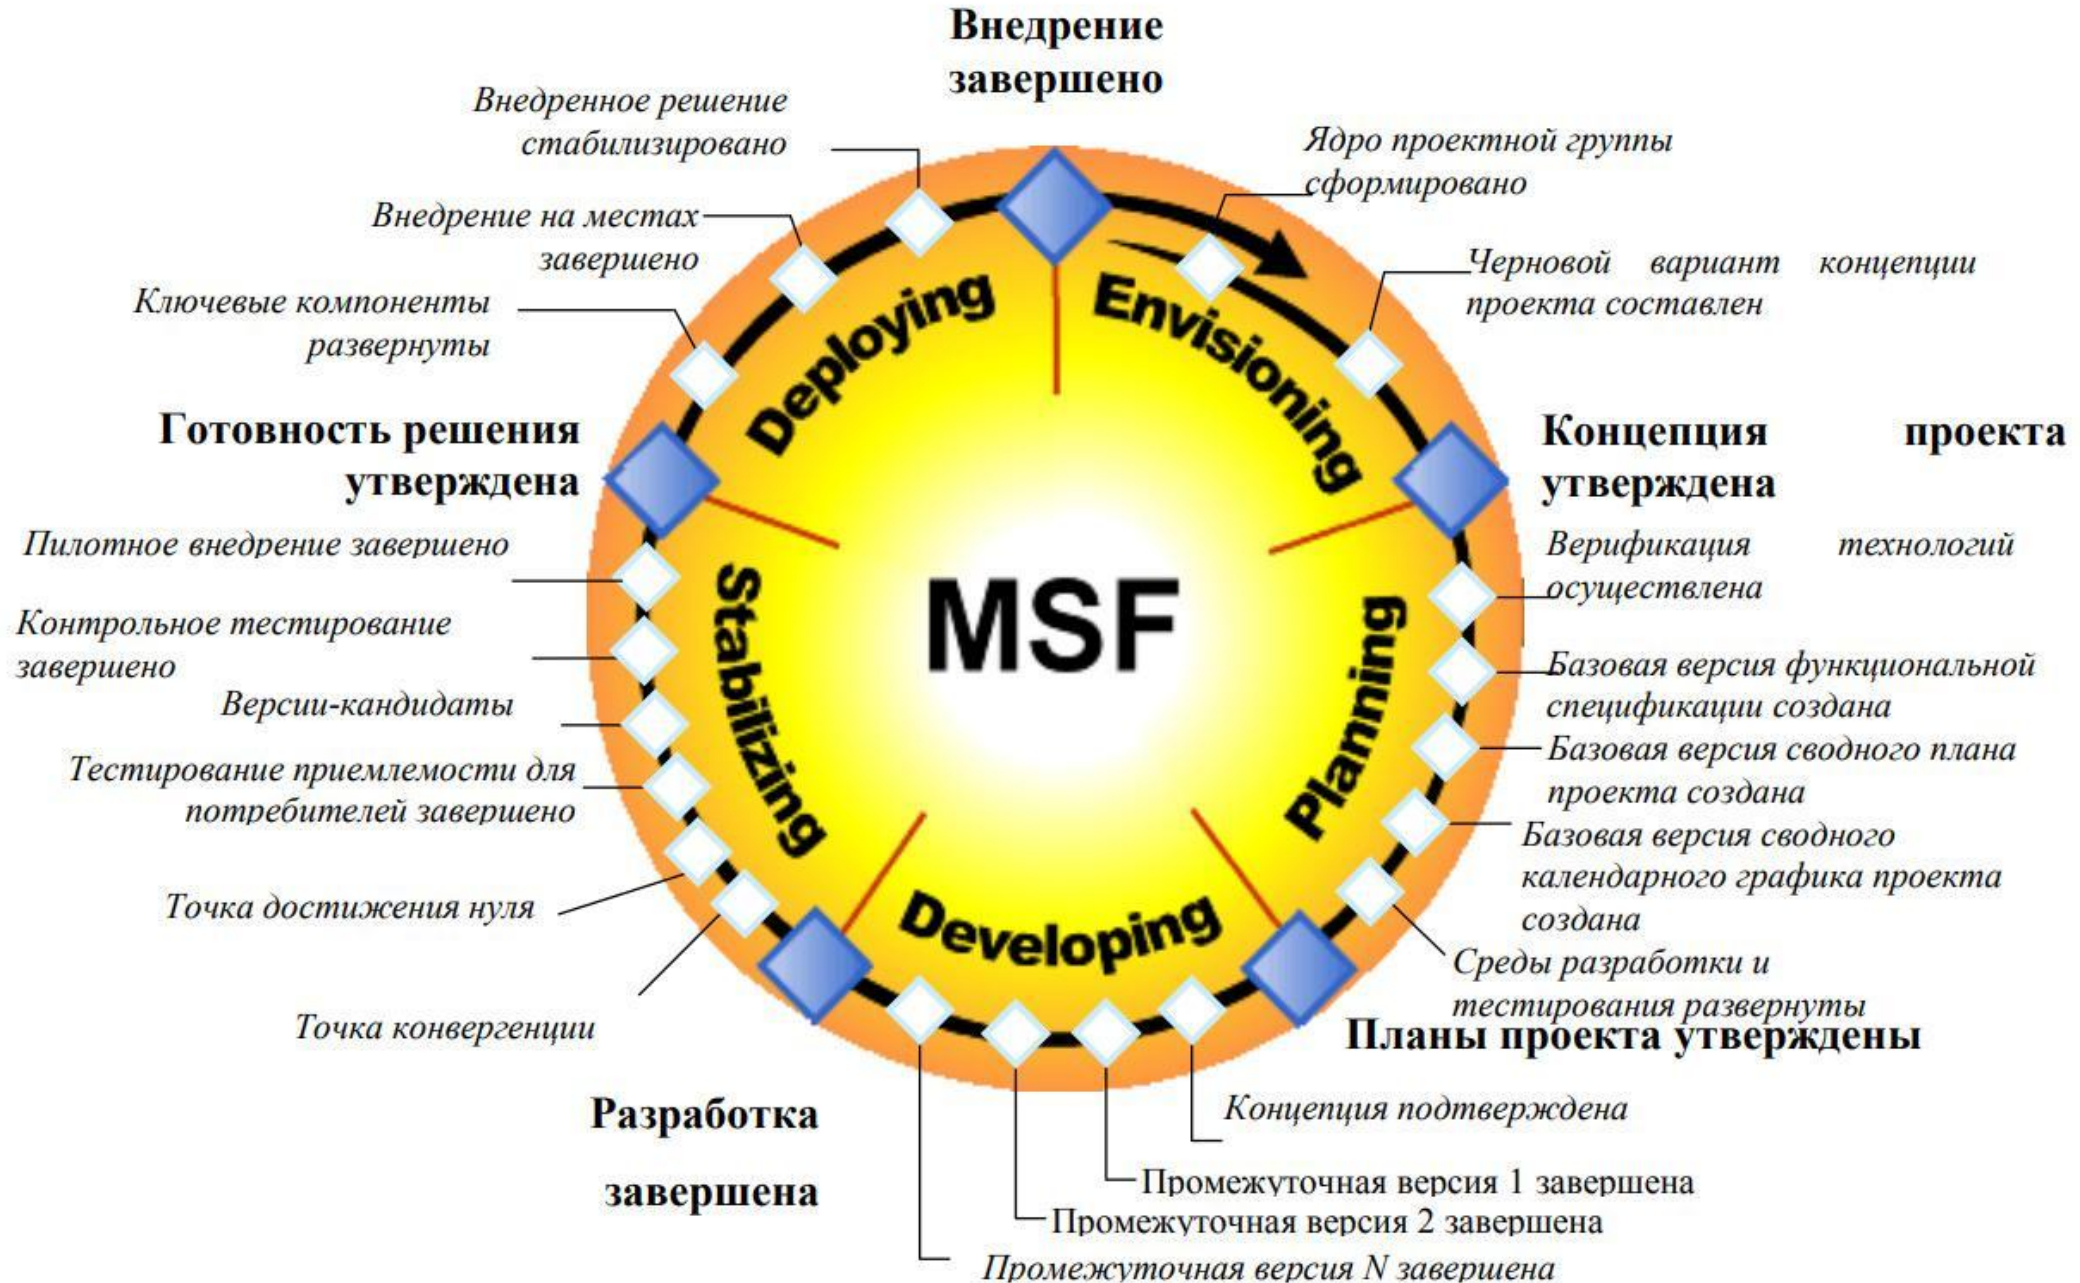 Внедрение
завершено
Внедренное решение
стабилизировано
Ядро проектной группы
сформировано
Внедрение на местах
завершено
Черновой вариант концепции
проекта составлен
Ключевые компоненты
развернуты
Deploying
Envisioning
Готовность решения
утверждена
Концепция проекта
утверждена
Пилотное внедрение завершено
Верификация технологий
осуществлена
MSF
Контрольное тестирование
завершено
Stabilizing
Planning
Базовая версия функциональной
спецификации создана
Версии-кандидаты
Базовая версия сводного плана
проекта создана
Тестирование приемлемости для
потребителей завершено
Базовая версия сводного
календарного графика проекта
создана
Точка достижения нуля
Developing
Среды разработки и
тестирования развернуты
Точка конвергенции
Планы проекта утверждены
Разработка
завершена
Концепция подтверждена
Промежуточная версия 1 завершена
Промежуточная версия 2 завершена
Промежуточная версия N завершена